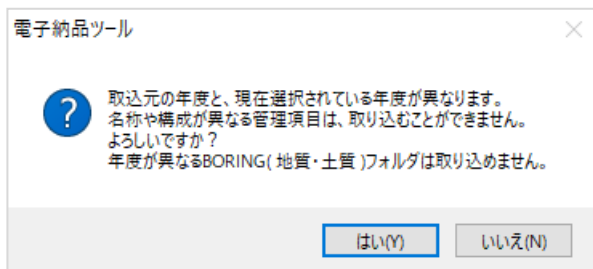 電子納品ツール
取込元の年度と、現在選択されている年度が異なります。
名称や構成が異なる管理項目は、取り込むことができません。
よろしいですか？
年度が異なるBORING( 地質・土質 )フォルダは取り込めません。
はい(Y)
いいえ(N)